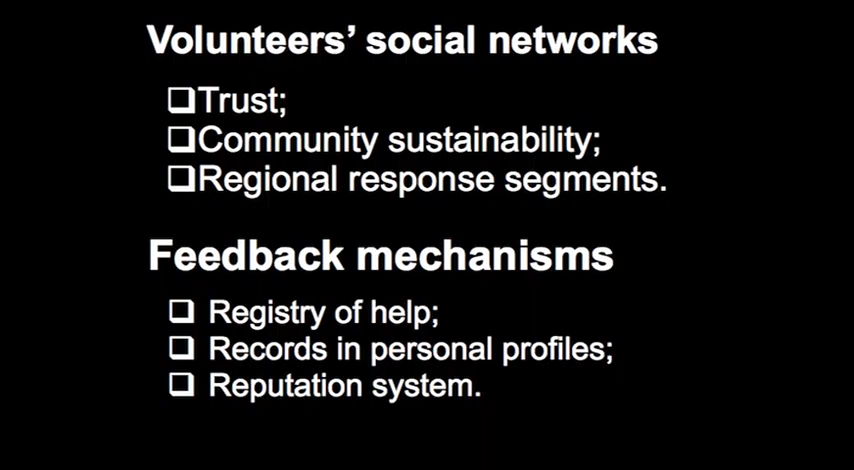 Volunteers’ social networks
❑Trust;
❑Community sustainability;
❑Regional response segments.
Feedback mechanisms
❑ Registry of help;
❑ Records in personal profiles;
❑ Reputation system.